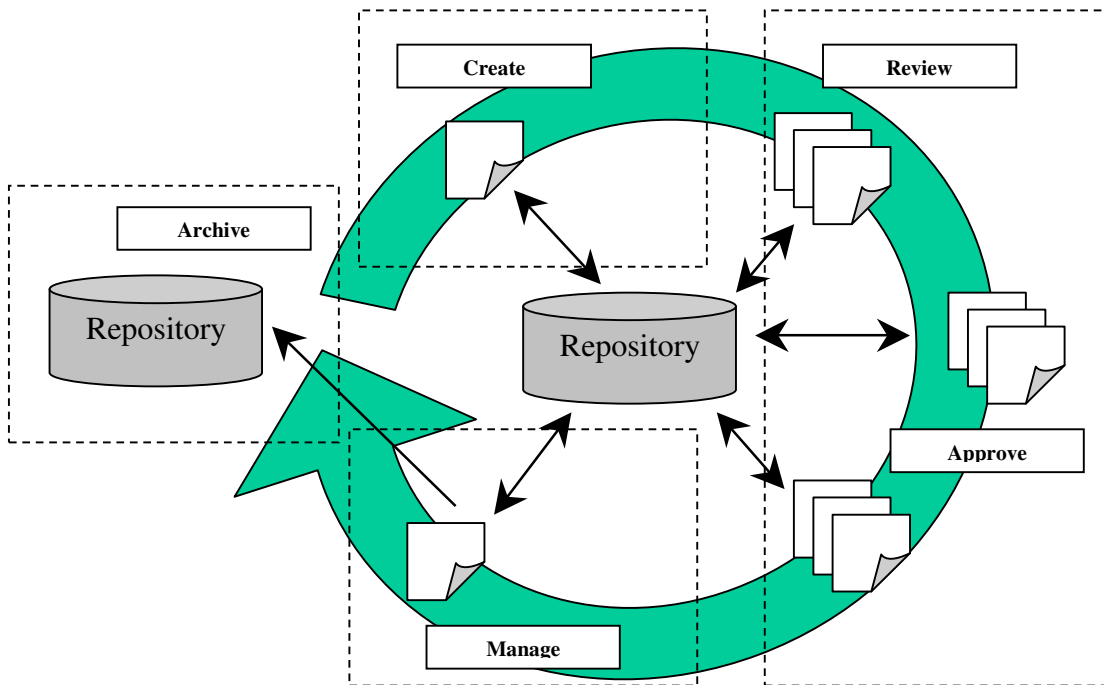 Create
Review
Archive
Repository
Repository
Approve
Manage